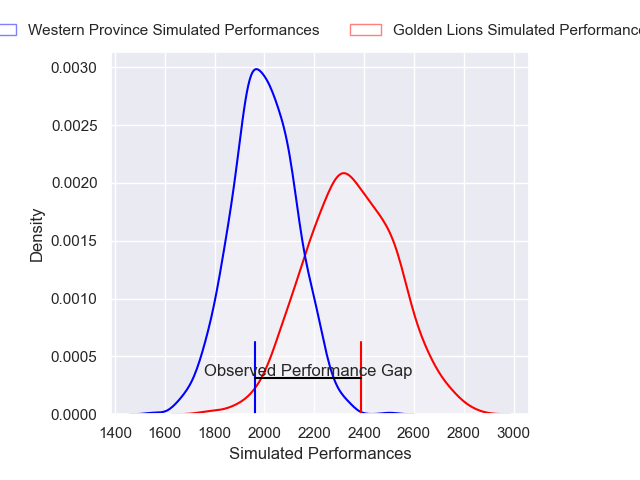 Western Province Simulated Performances Golden Lions Simulated Performance
0.0030
0.0025
0.0020
0.0015
0.0010
0.0005
0.0000
Density
Observed Performance Gap
1400 1600 1800 2000 2200 2400 2600 2800 3000
Simulated Performances